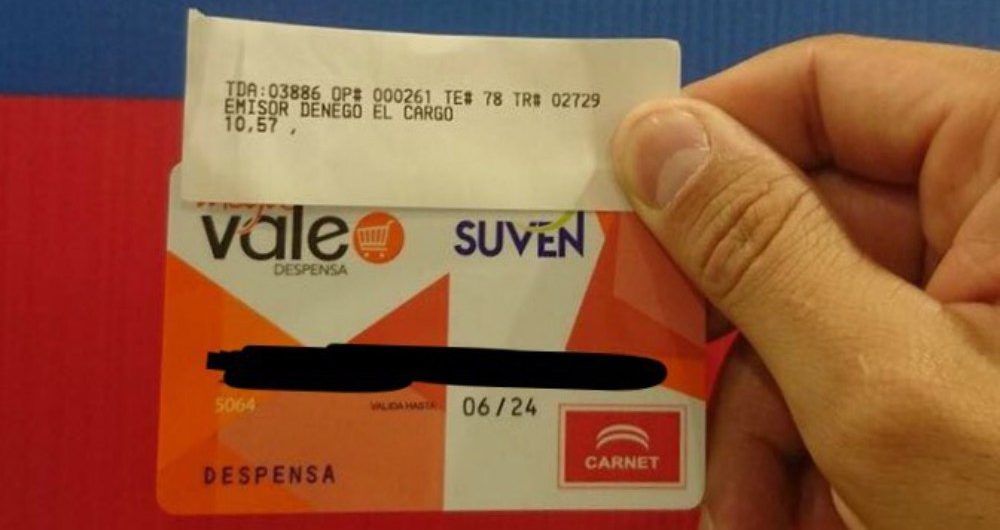 TDA:03886 OP# 000261 TE# 78 TR# 02729
EMISOR DENEGO EL CARGO
10,57 ,
vale SUVEN
DESPENSA
5064 VALIDA HASTA 06/24
CARNET
DESPENSA